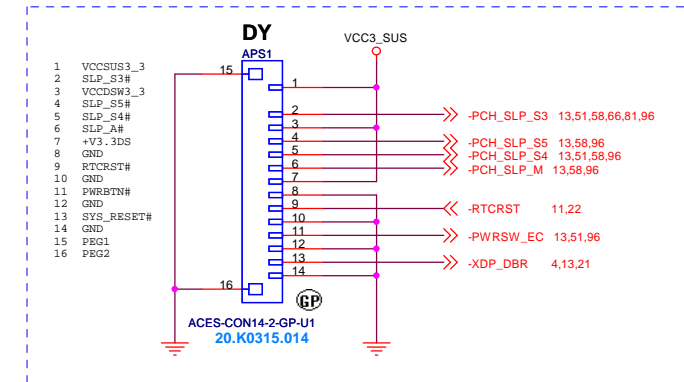 DY
VCC3_SUS
APS1
1 VCCSUS3_3
2 SLP_S3#
3 VCCDSW3_3
4 SLP_S5#
5 SLP_S4#
6 SLP_A#
7 +V3.3DS
8 GND
9 RTCRST#
10 GND
11 PWRBTN#
12 GND
13 SYS_RESET#
14 GND
15 PEG1
16 PEG2
15
1
2 -PCH_SLP_S3 13,51,58,66,81,96
3
4 -PCH_SLP_S5 13,58,96
5 -PCH_SLP_S4 13,51,58,96
6 -PCH_SLP_M 13,58,96
7
8
9 -RTCRST 11,22
10
11 -PWRSW_EC 13,51,96
12
13 -XDP_DBR 4,13,21
14
16
GP
ACES-CON14-2-GP-U1
20.K0315.014